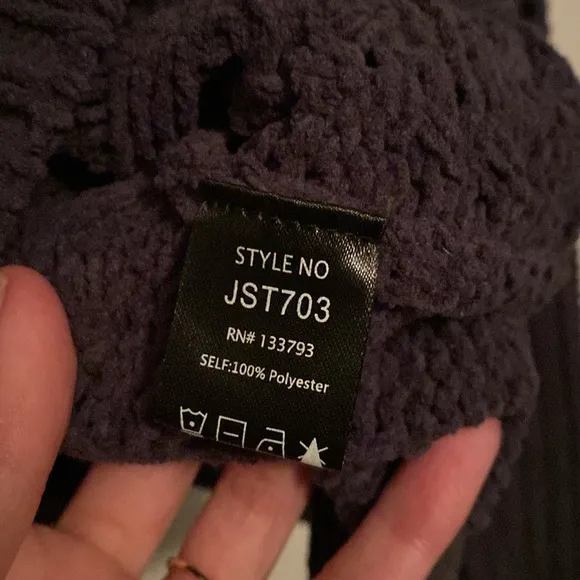 STYLE NO
JST703
RN# 133793
SELF:100% Polyester